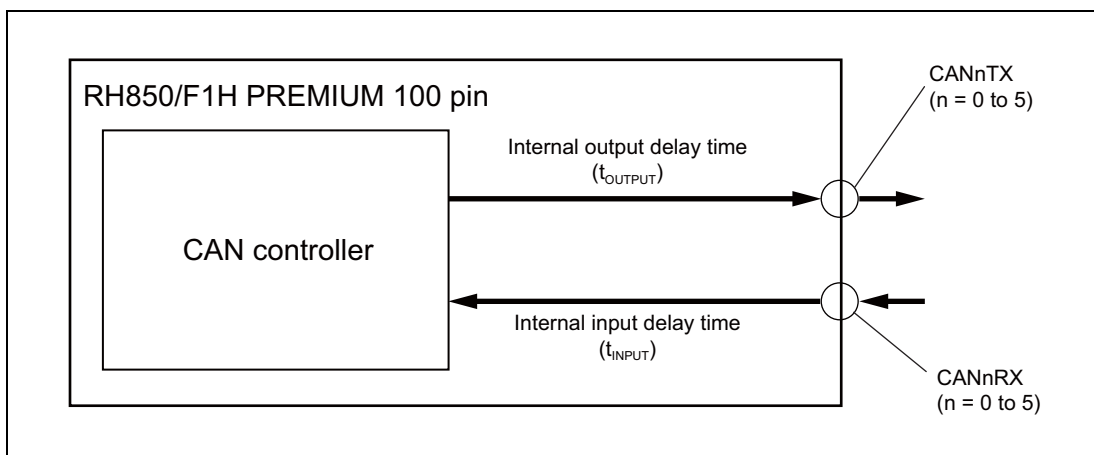 RH850/F1H PREMIUM 100 pin
CAN controller
Internal output delay time
(tOUTPUT)
Internal input delay time
(tINPUT)
CANnTX
(n = 0 to 5)
CANnRX
(n = 0 to 5)